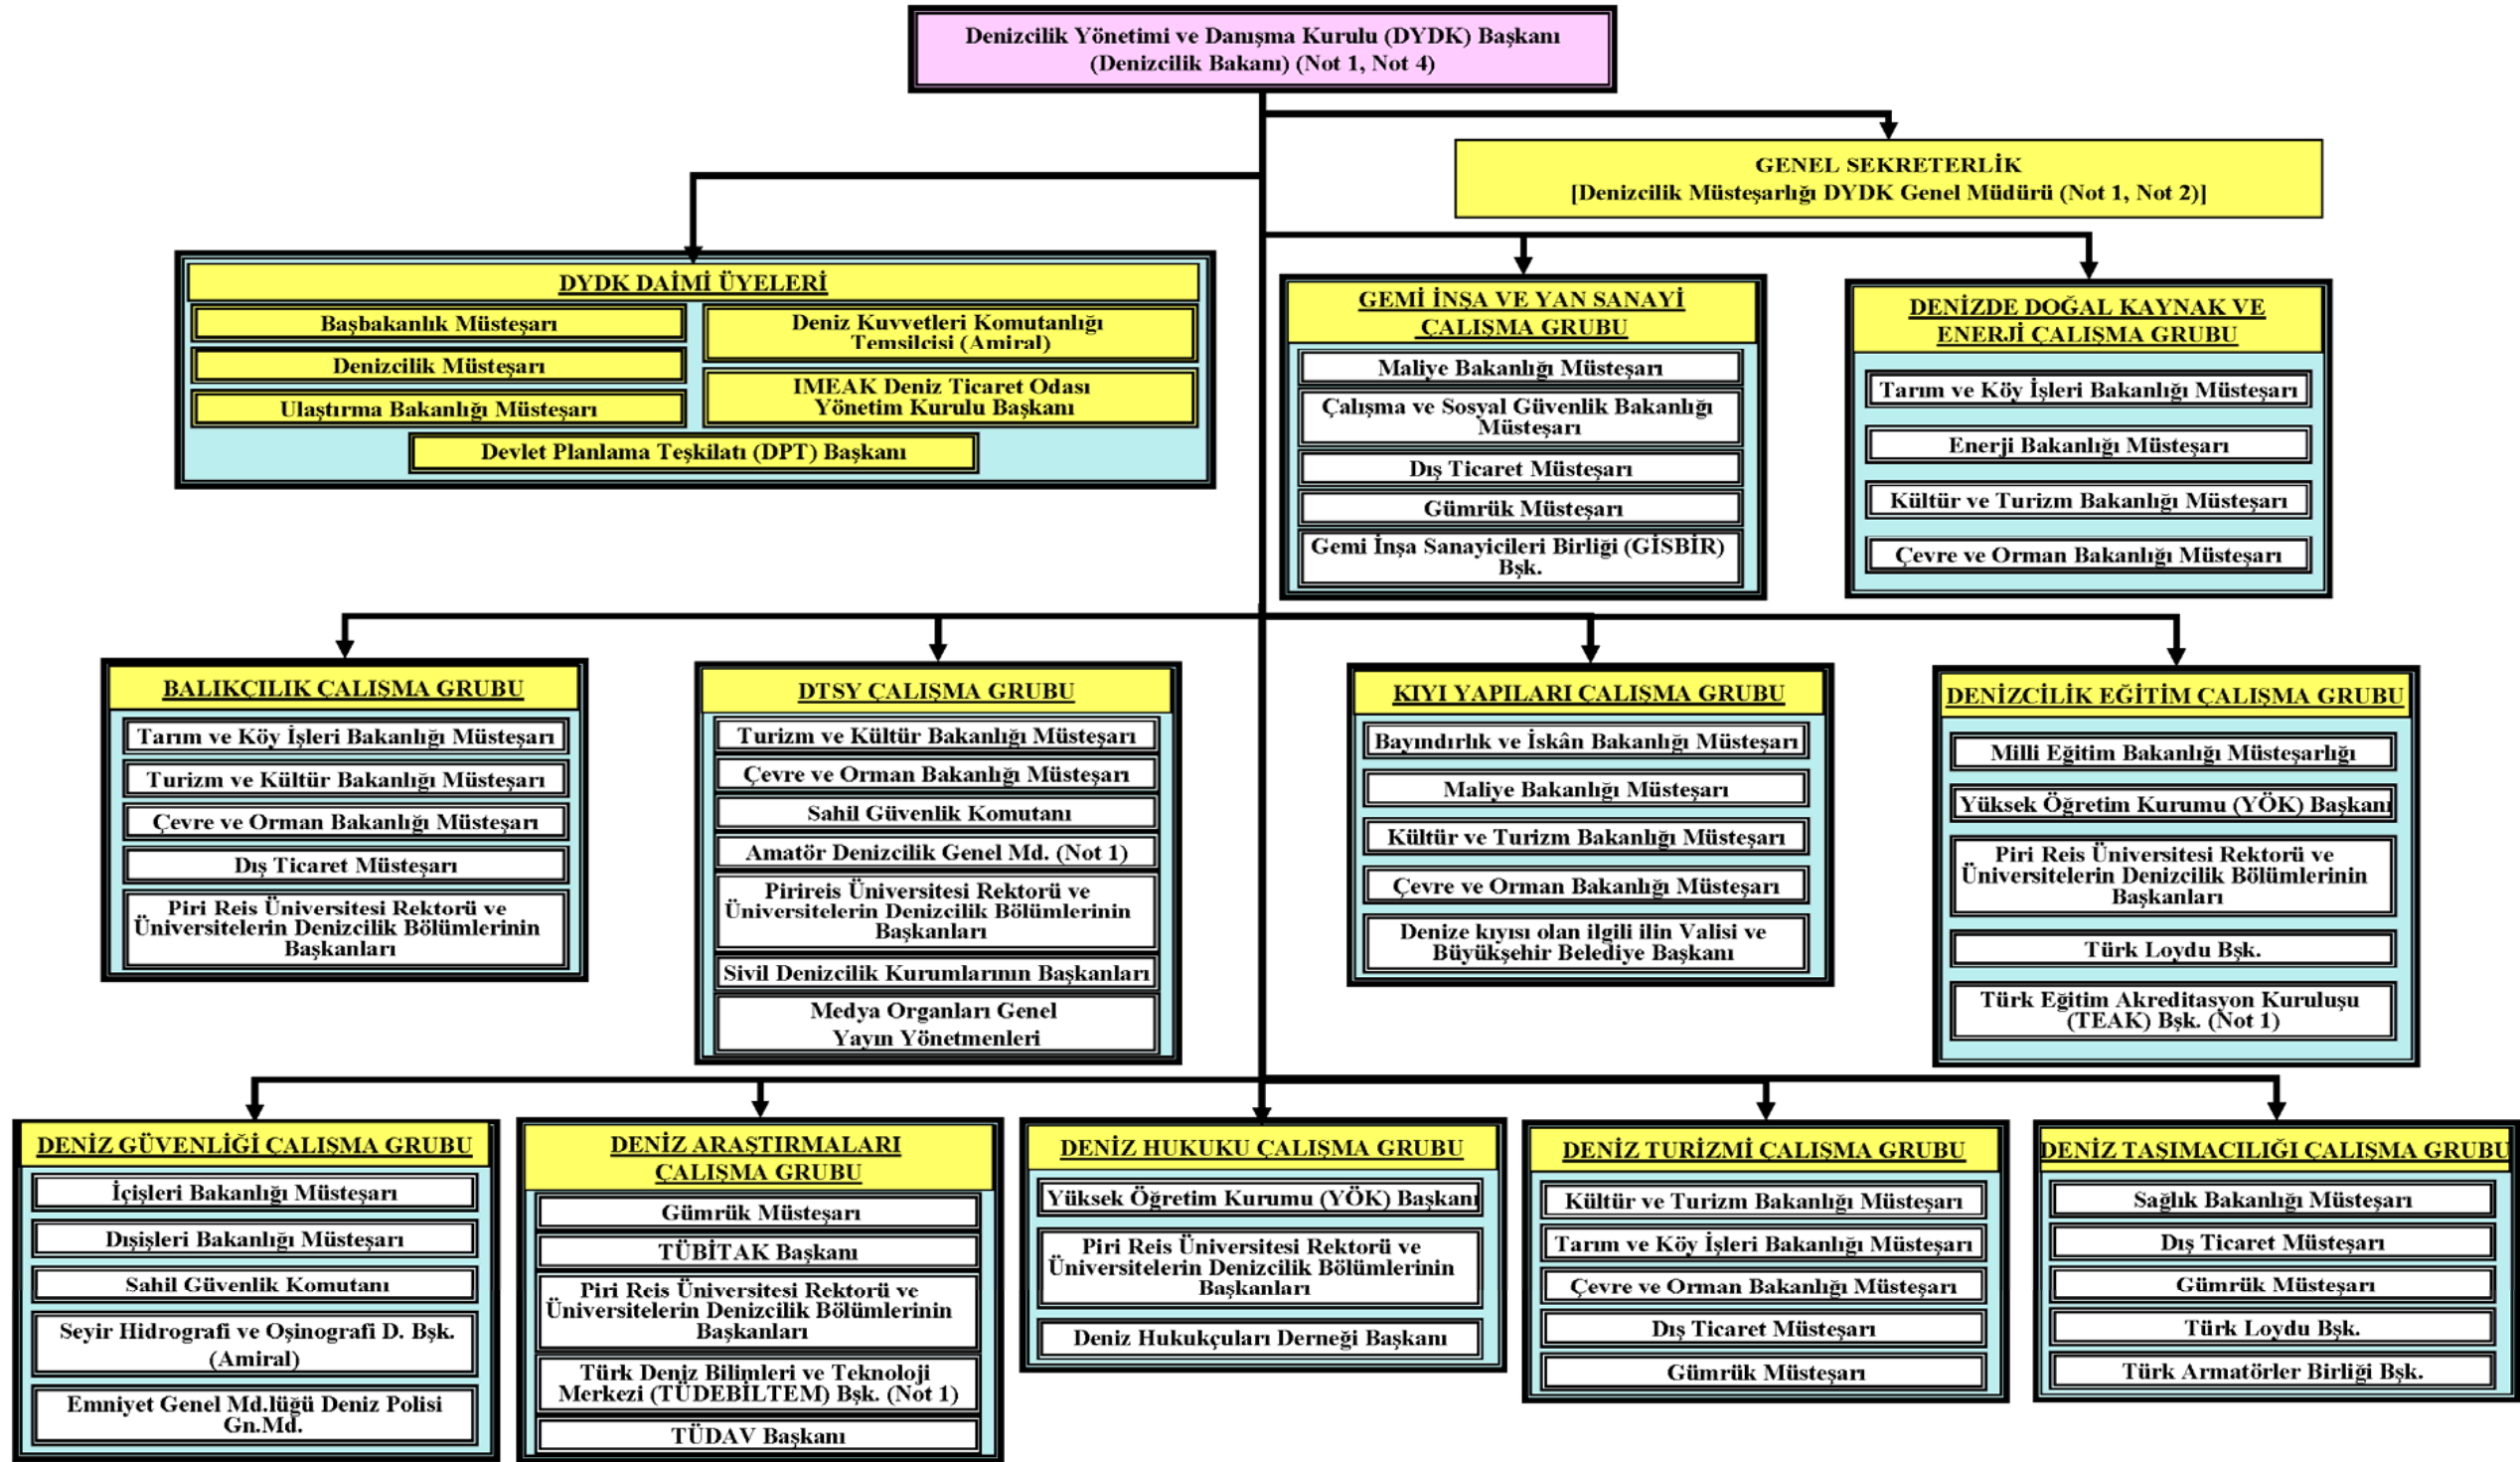 Denizcilik Yönetimi ve Danışma Kurulu (DYDK) Başkanı
(Denizcilik Bakanı) (Not 1, Not 4)
GENEL SEKRETERLİK
[Denizcilik Müsteşarlığı DYDK Genel Müdürü (Not 1, Not 2)]
DYDK DAİMİ ÜYELERİ
Başbakanlık Müsteşarı
Denizcilik Müsteşarı
Ulaştırma Bakanlığı Müsteşarı
Deniz Kuvvetleri Komutanlığı
Temsilcisi (Amiral)
IMEAK Deniz Ticaret Odası
Yönetim Kurulu Başkanı
Devlet Planlama Teşkilatı (DPT) Başkanı
GEMİ İNŞA VE YAN SANAYİ
ÇALIŞMA GRUBU
Maliye Bakanlığı Müsteşarı
Çalışma ve Sosyal Güvenlik Bakanlığı
Müsteşarı
Dış Ticaret Müsteşarı
Gümrük Müsteşarı
Gemi İnşa Sanayicileri Birliği (GİSBİR)
Bşk.
DENİZDE DOĞAL KAYNAK VE
ENERJİ ÇALIŞMA GRUBU
Tarım ve Köy İşleri Bakanlığı Müsteşarı
Enerji Bakanlığı Müsteşarı
Kültür ve Turizm Bakanlığı Müsteşarı
Çevre ve Orman Bakanlığı Müsteşarı
BALIKÇILIK ÇALIŞMA GRUBU
Tarım ve Köy İşleri Bakanlığı Müsteşarı
Turizm ve Kültür Bakanlığı Müsteşarı
Çevre ve Orman Bakanlığı Müsteşarı
Dış Ticaret Müsteşarı
Piri Reis Üniversitesi Rektorü ve
Üniversitelerin Denizcilik Bölümlerinin
Başkanları
DTSY ÇALIŞMA GRUBU
Turizm ve Kültür Bakanlığı Müsteşarı
Çevre ve Orman Bakanlığı Müsteşarı
Sahil Güvenlik Komutanı
Amatör Denizcilik Genel Md. (Not 1)
Pirireis Üniversitesi Rektorü ve
Üniversitelerin Denizcilik Bölümlerinin
Başkanları
Sivil Denizcilik Kurumlarının Başkanları
Medya Organları Genel
Yayın Yönetmenleri
KIYI YAPILARI ÇALIŞMA GRUBU
Bayındırlık ve İskân Bakanlığı Müsteşarı
Maliye Bakanlığı Müsteşarı
Kültür ve Turizm Bakanlığı Müsteşarı
Çevre ve Orman Bakanlığı Müsteşarı
Denize kıyısı olan ilgili ilin Valisi ve
Büyükşehir Belediye Başkanı
DENİZCİLİK EĞİTİM ÇALIŞMA GRUBU
Milli Eğitim Bakanlığı Müsteşarlığı
Yüksek Öğretim Kurumu (YÖK) Başkanı
Piri Reis Üniversitesi Rektorü ve
Üniversitelerin Denizcilik Bölümlerinin
Başkanları
Türk Loydu Bşk.
Türk Eğitim Akreditasyon Kuruluşu
(TEAK) Bşk. (Not 1)
DENİZ GÜVENLİĞİ ÇALIŞMA GRUBU
İçişleri Bakanlığı Müsteşarı
Dışişleri Bakanlığı Müsteşarı
Sahil Güvenlik Komutanı
Seyir Hidrografi ve Oşinografi D. Bşk.
(Amiral)
Emniyet Genel Md.lüğü Deniz Polisi
Gn.Md.
DENİZ ARAŞTIRMALARI
ÇALIŞMA GRUBU
Gümrük Müsteşarı
TÜBİTAK Başkanı
Piri Reis Üniversitesi Rektorü ve
Üniversitelerin Denizcilik Bölümlerinin
Başkanları
Türk Deniz Bilimleri ve Teknoloji
Merkezi (TÜDEBİLTEM) Bşk. (Not 1)
TÜDAV Başkanı
DENİZ HUKUKU ÇALIŞMA GRUBU
Yüksek Öğretim Kurumu (YÖK) Başkanı
Piri Reis Üniversitesi Rektorü ve
Üniversitelerin Denizcilik Bölümlerinin
Başkanları
Deniz Hukukçuları Derneği Başkanı
DENİZ TURİZMİ ÇALIŞMA GRUBU
Kültür ve Turizm Bakanlığı Müsteşarı
Tarım ve Köy İşleri Bakanlığı Müsteşarı
Çevre ve Orman Bakanlığı Müsteşarı
Dış Ticaret Müsteşarı
Gümrük Müsteşarı
DENİZ TAŞIMACILIĞI ÇALIŞMA GRUBU
Sağlık Bakanlığı Müsteşarı
Dış Ticaret Müsteşarı
Gümrük Müsteşarı
Türk Loydu Bşk.
Türk Armatörler Birliği Bşk.